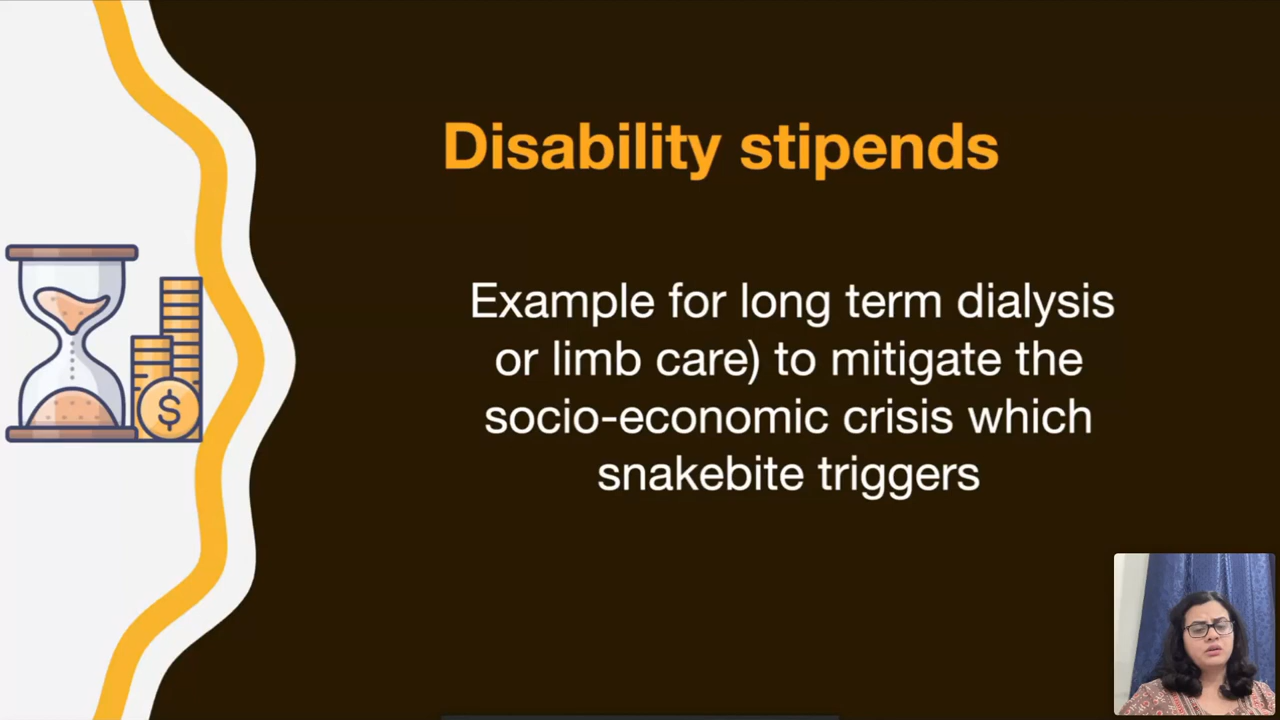 Disability stipends
Example for long term dialysis
or limb care) to mitigate the
socio-economic crisis which
snakebite triggers
$